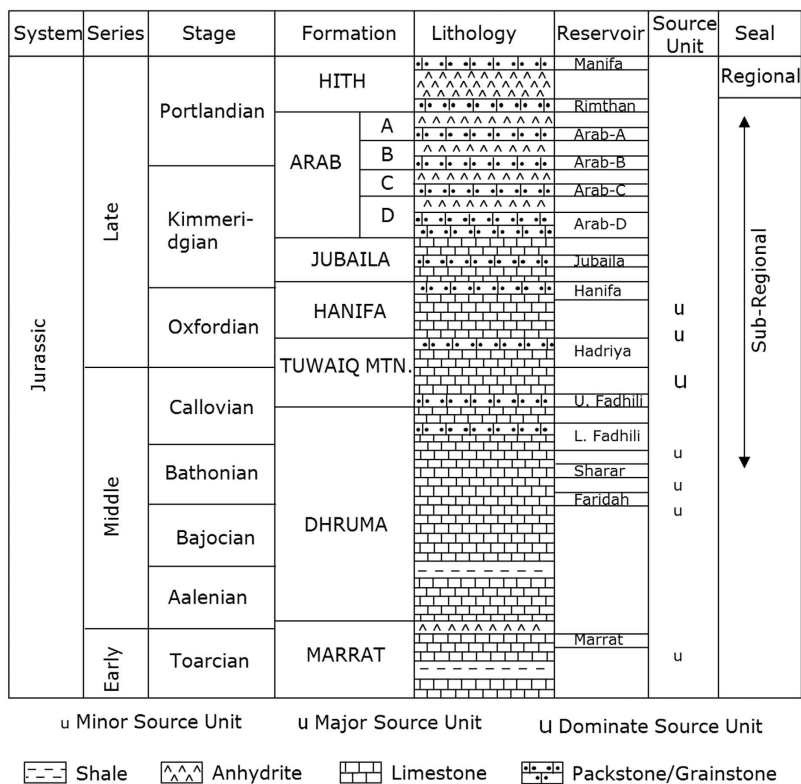 System Series Stage Formation Lithology Reservoir Source Unit Seal
Jurassic
Late
Middle
Early
Portlandian
Kimmeri-
dgian
Oxfordian
Callovian
Bathonian
Bajocian
Aalenian
Toarcian
HITH
ARAB
A
B
C
D
JUBAILA
HANIFA
TUWAIQ MTN.
DHRUMA
MARRAT
Manifa
Rimthan
Arab-A
Arab-B
Arab-C
Arab-D
Jubaila
Hanifa
Hadriya
U. Fadhili
L. Fadhili
Sharar
Faridah
Marrat
u
u
u
u
u
u
u
Regional
Sub-Regional
u Minor Source Unit u Major Source Unit u Dominate Source Unit
Shale Anhydrite Limestone Packstone/Grainstone